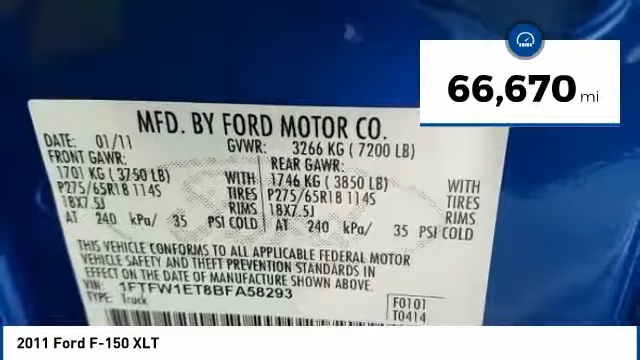 66,670 mi
MFD. BY FORD MOTOR CO.
DATE: 01/11 GVWR: 3266 KG ( 7200 LB)
FRONT GAWR: REAR GAWR:
1701 KG ( 3750 LB) WITH 1746 KG ( 3850 LB) WITH
P275/65R18 114S TIRES P275/65R18 114S TIRES
18X7.5J RIMS 18X7.5J RIMS
AT 240 kPa/ 35 PSI COLD AT 240 kPa/ 35 PSI COLD
THIS VEHICLE CONFORMS TO ALL APPLICABLE FEDERAL MOTOR
VEHICLE SAFETY AND THEFT PREVENTION STANDARDS IN
EFFECT ON THE DATE OF MANUFACTURE SHOWN ABOVE.
VIN: 1FTFW1ET8BFA58293
TYPE: Truck
F0101
T0414
2011 Ford F-150 XLT